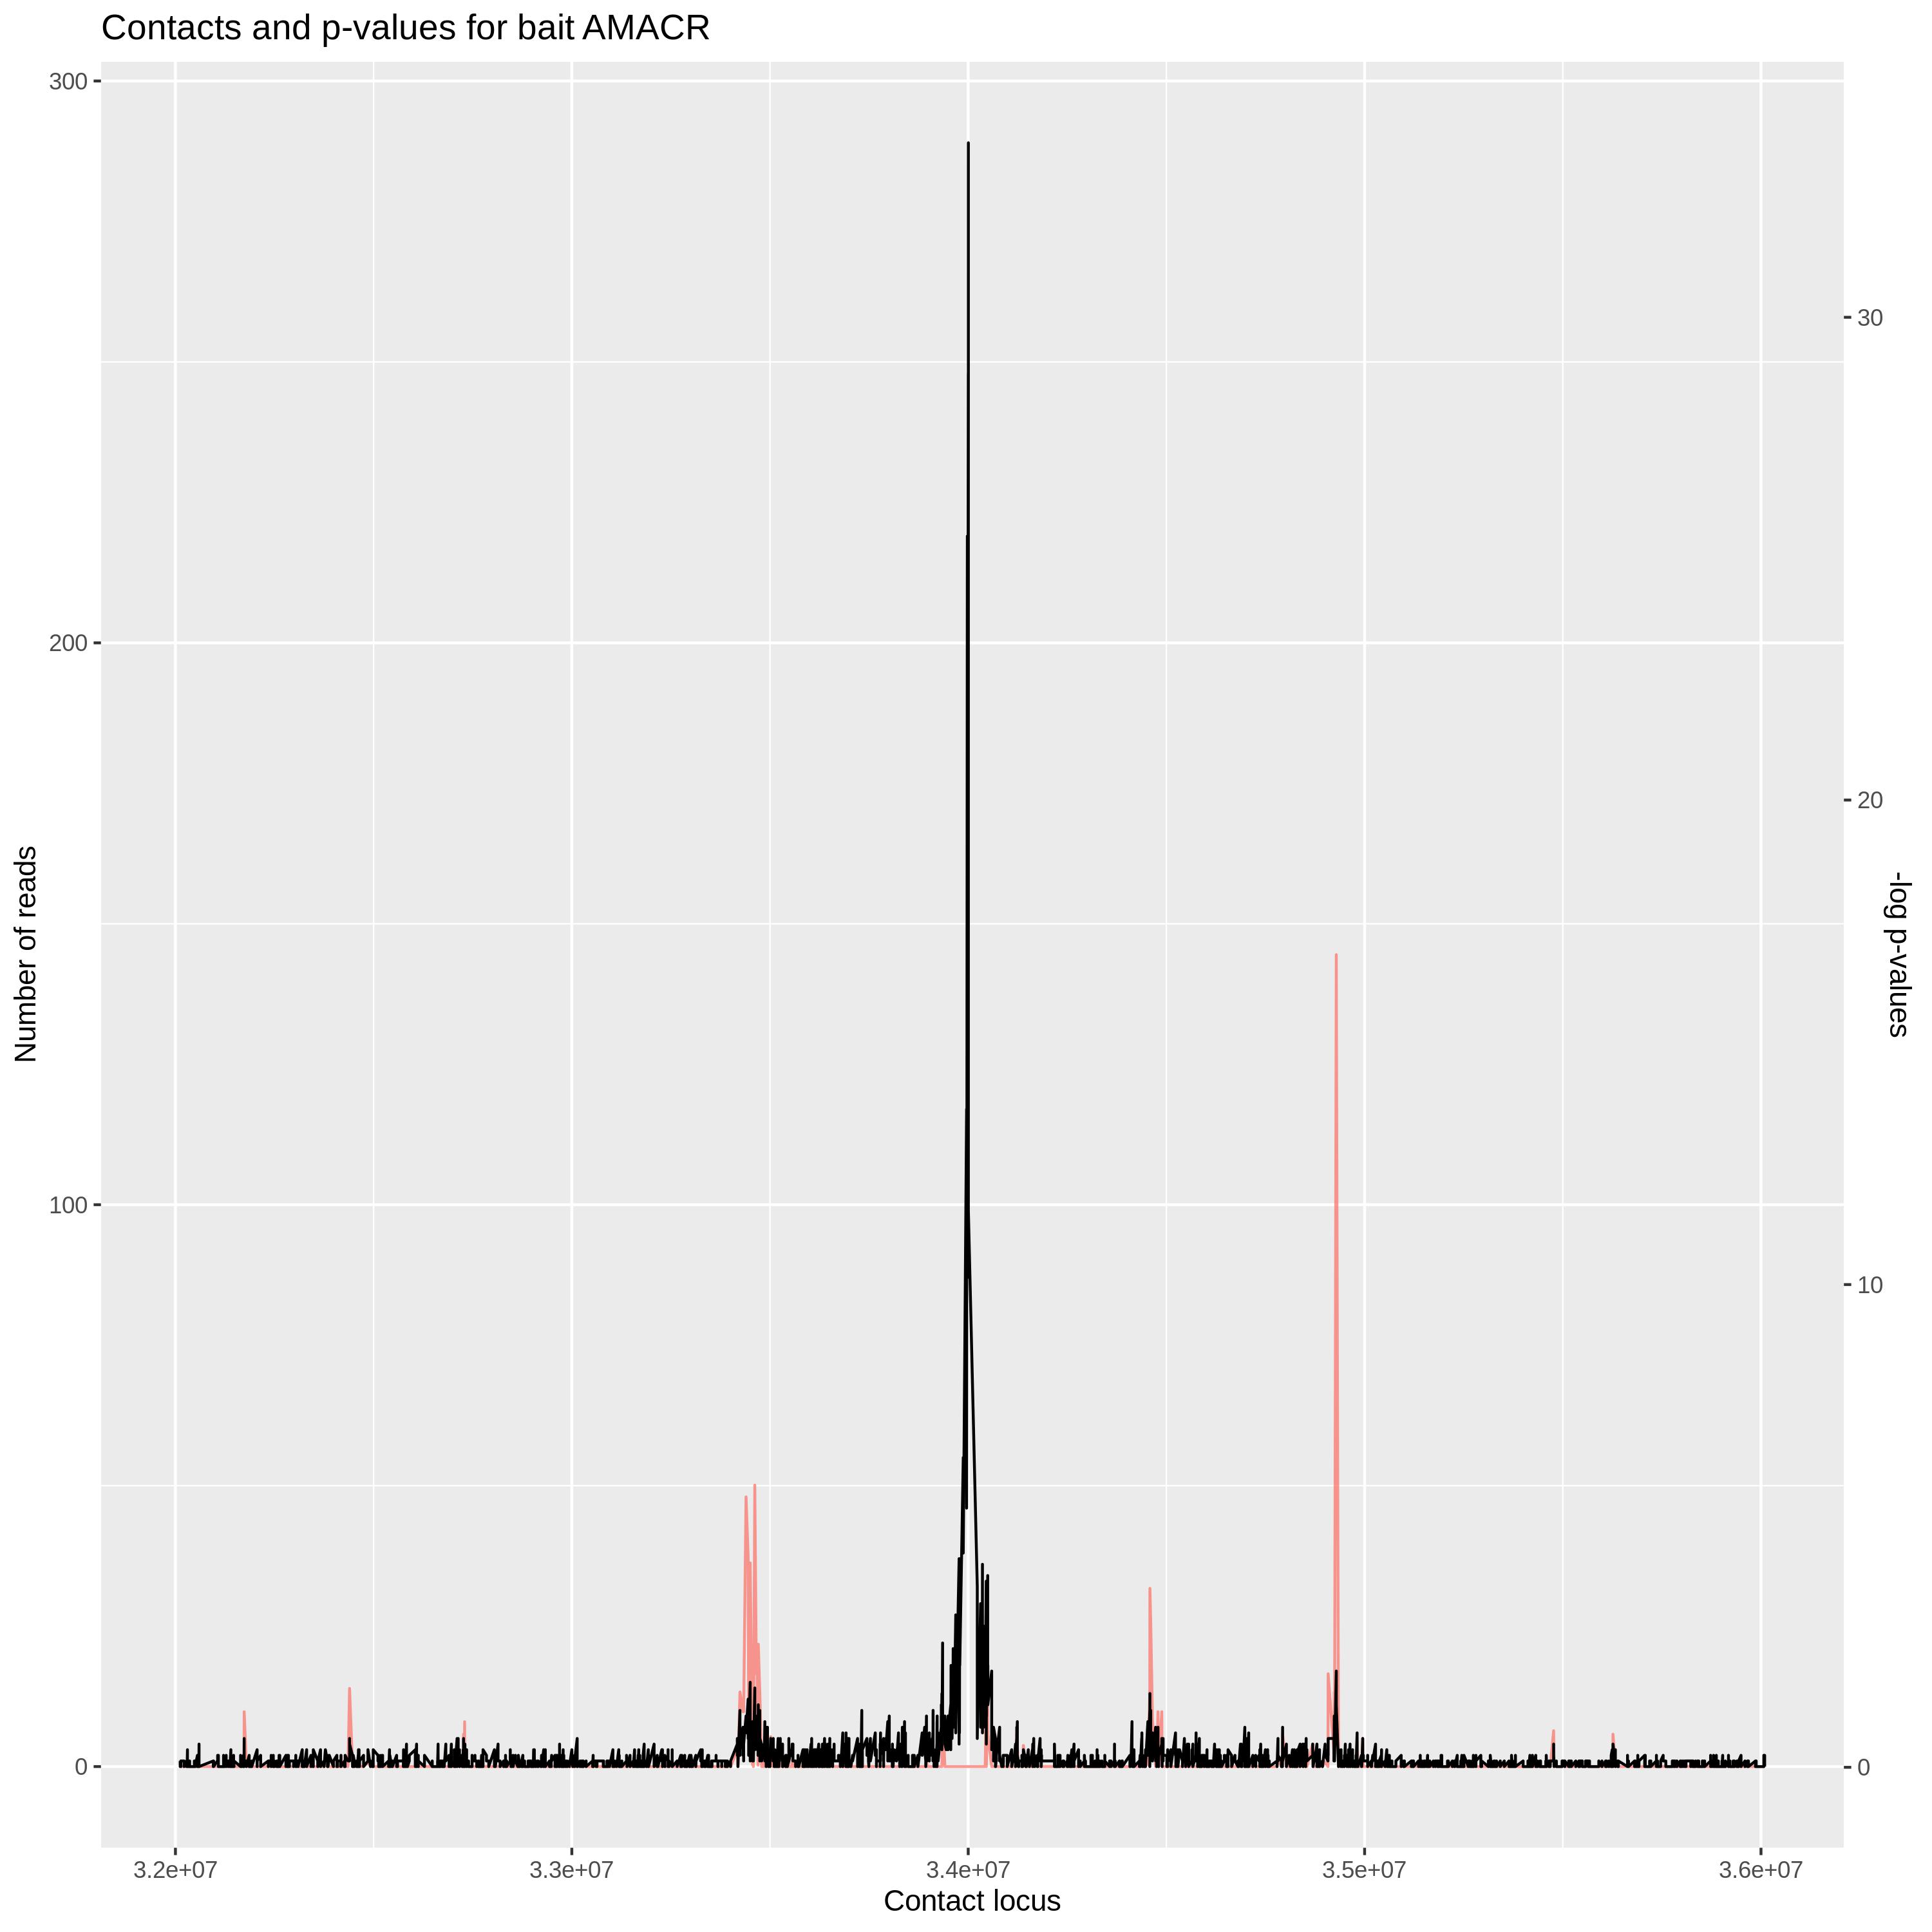 Contacts and p-values for bait AMACR
300
200
100
0
Number of reads
30
20
10
0
-log p-values
3.2e+07 3.3e+07 3.4e+07 3.5e+07 3.6e+07
Contact locus